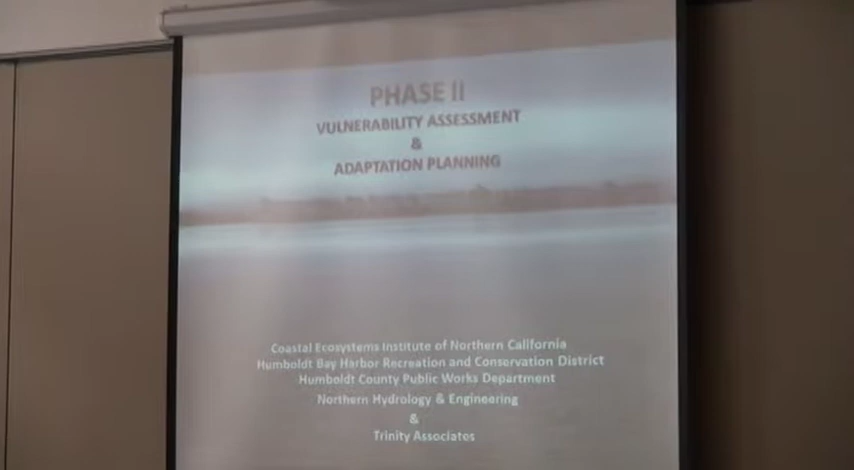 PHASE II
VULNERABILITY ASSESSMENT
&
ADAPTATION PLANNING
Coastal Ecosystems Institute of Northern California
Humboldt Bay Harbor Recreation and Conservation District
Humboldt County Public Works Department
Northern Hydrology & Engineering
&
Trinity Associates